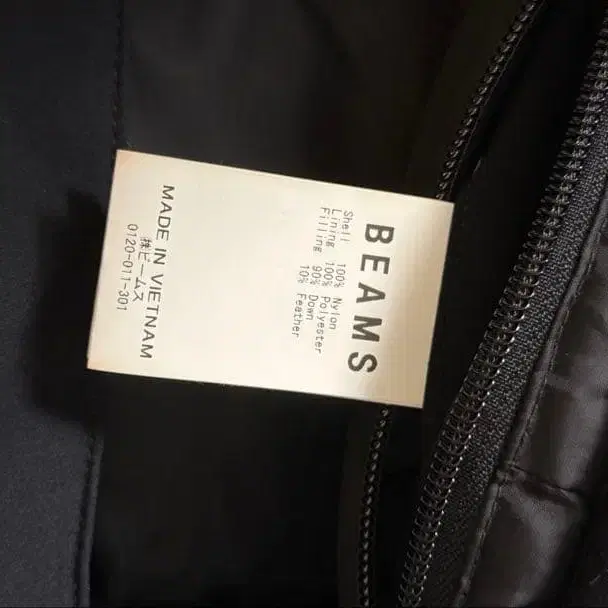 BEAMS
Shell 100% Nylon
Lining 100% Polyester
Filling 90% Down
10% Feather
MADE IN VIETNAM
㈱ビームス
0120-011-301